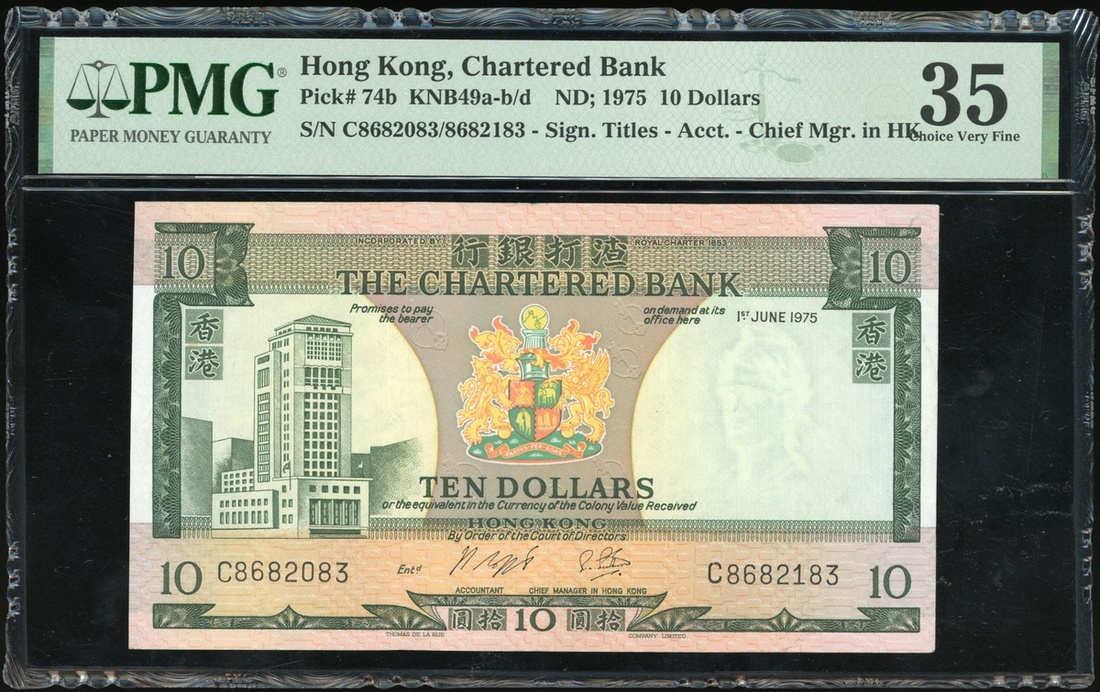 PMG®
PAPER MONEY GUARANTY
Hong Kong, Chartered Bank
Pick# 74b KNB49a-b/d ND; 1975 10 Dollars
S/N C8682083/8682183 - Sign. Titles - Acct. - Chief Mgr. in HK
35
Choice Very Fine
10
INCORPORATED BY
行銀打渣
ROYAL CHARTER 1853
10
THE CHARTERED BANK
Promises to pay
the bearer
on demand at its
office here
1ST JUNE 1975
香港
香港
TEN DOLLARS
or the equivalent in the Currency of the Colony Value Received
HONG KONG
By Order of the Court of Directors
10
C8682083
Entd
C8682183
10
ACCOUNTANT
CHIEF MANAGER IN HONG KONG
圓拾 10 圓拾
THOMAS DE LA RUE
COMPANY, LIMITED